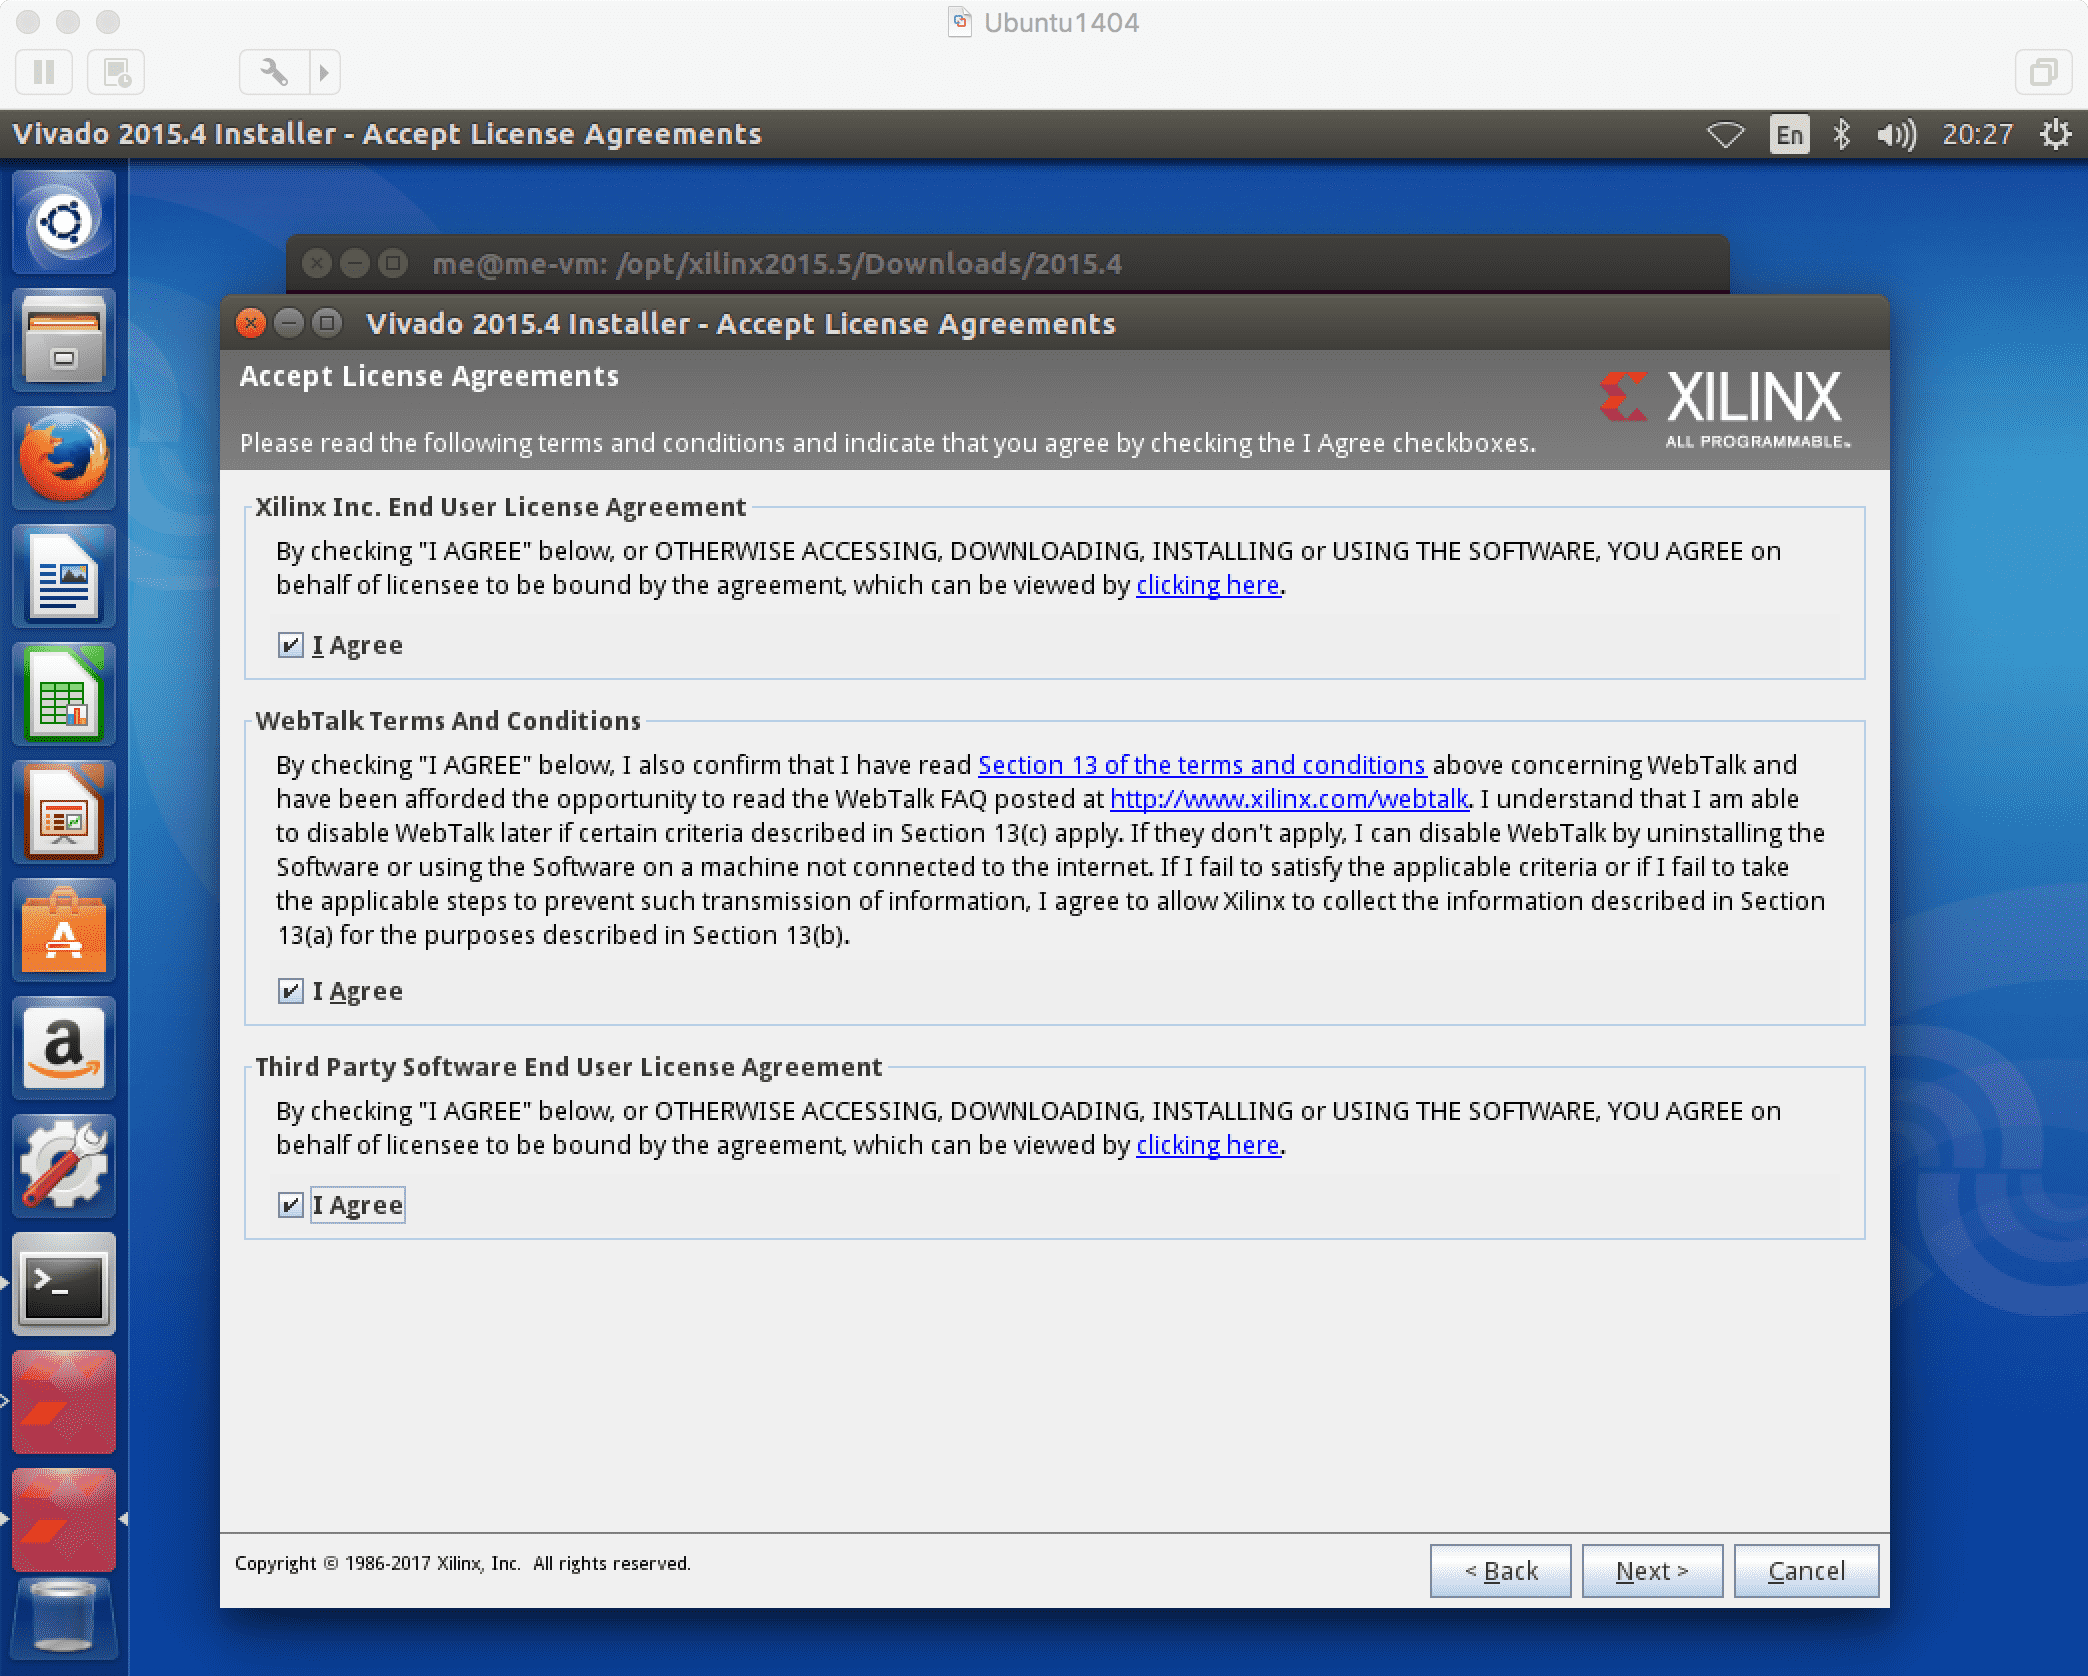 Ubuntu1404
Vivado 2015.4 Installer - Accept License Agreements
En
20:27
me@me-vm: /opt/xilinx2015.5/Downloads/2015.4
Vivado 2015.4 Installer - Accept License Agreements
Accept License Agreements
XILINX
ALL PROGRAMMABLE™
Please read the following terms and conditions and indicate that you agree by checking the I Agree checkboxes.
Xilinx Inc. End User License Agreement
By checking "I AGREE" below, or OTHERWISE ACCESSING, DOWNLOADING, INSTALLING or USING THE SOFTWARE, YOU AGREE on
behalf of licensee to be bound by the agreement, which can be viewed by clicking here.
I Agree
WebTalk Terms And Conditions
By checking "I AGREE" below, I also confirm that I have read Section 13 of the terms and conditions above concerning WebTalk and
have been afforded the opportunity to read the WebTalk FAQ posted at http://www.xilinx.com/webtalk. I understand that I am able
to disable WebTalk later if certain criteria described in Section 13(c) apply. If they don't apply, I can disable WebTalk by uninstalling the
Software or using the Software on a machine not connected to the internet. If I fail to satisfy the applicable criteria or if I fail to take
the applicable steps to prevent such transmission of information, I agree to allow Xilinx to collect the information described in Section
13(a) for the purposes described in Section 13(b).
I Agree
Third Party Software End User License Agreement
By checking "I AGREE" below, or OTHERWISE ACCESSING, DOWNLOADING, INSTALLING or USING THE SOFTWARE, YOU AGREE on
behalf of licensee to be bound by the agreement, which can be viewed by clicking here.
I Agree
Copyright © 1986-2017 Xilinx, Inc. All rights reserved.
< Back
Next >
Cancel